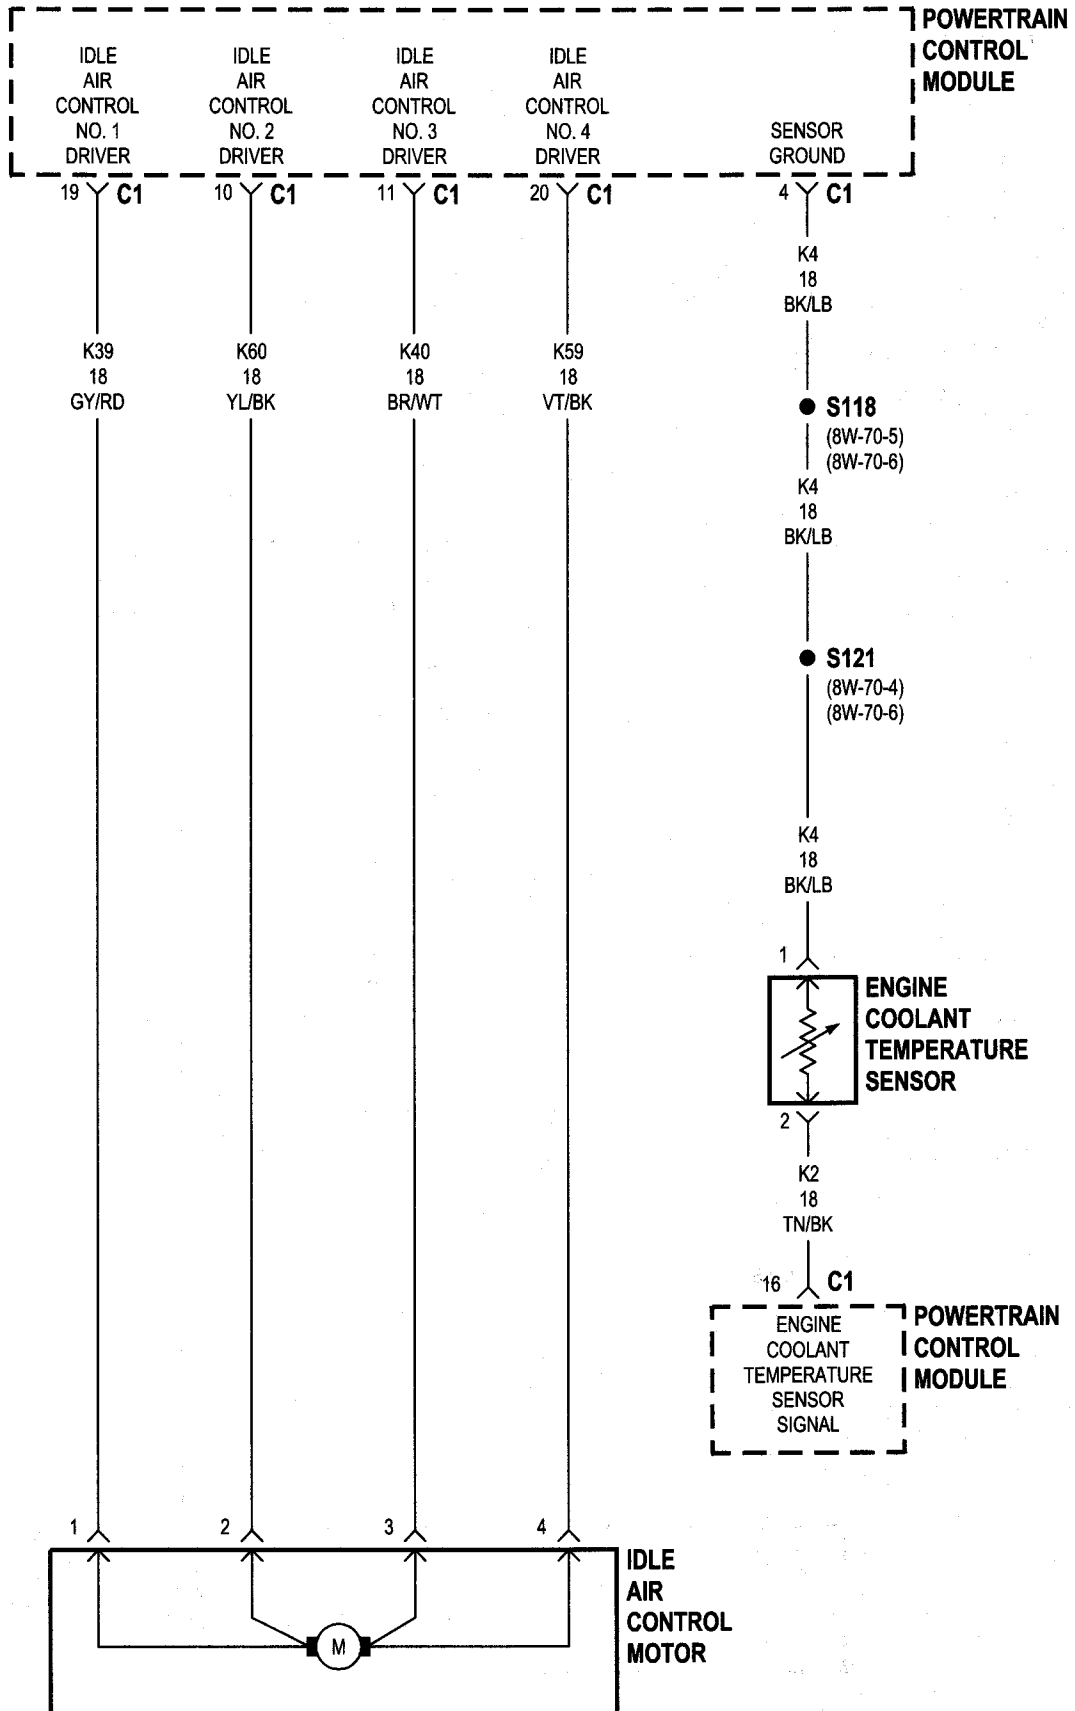 POWERTRAIN
CONTROL
MODULE
IDLE
AIR
CONTROL
NO. 1
DRIVER
IDLE
AIR
CONTROL
NO. 2
DRIVER
IDLE
AIR
CONTROL
NO. 3
DRIVER
IDLE
AIR
CONTROL
NO. 4
DRIVER
SENSOR
GROUND
19 C1
10 C1
11 C1
20 C1
4 C1
K4
18
BK/LB
K39
18
GY/RD
K60
18
YL/BK
K40
18
BR/WT
K59
18
VT/BK
S118
(8W-70-5)
(8W-70-6)
K4
18
BK/LB
S121
(8W-70-4)
(8W-70-6)
K4
18
BK/LB
1
ENGINE
COOLANT
TEMPERATURE
SENSOR
2
K2
18
TN/BK
16 C1
POWERTRAIN
CONTROL
MODULE
ENGINE
COOLANT
TEMPERATURE
SENSOR
SIGNAL
1
2
3
4
IDLE
AIR
CONTROL
MOTOR
M